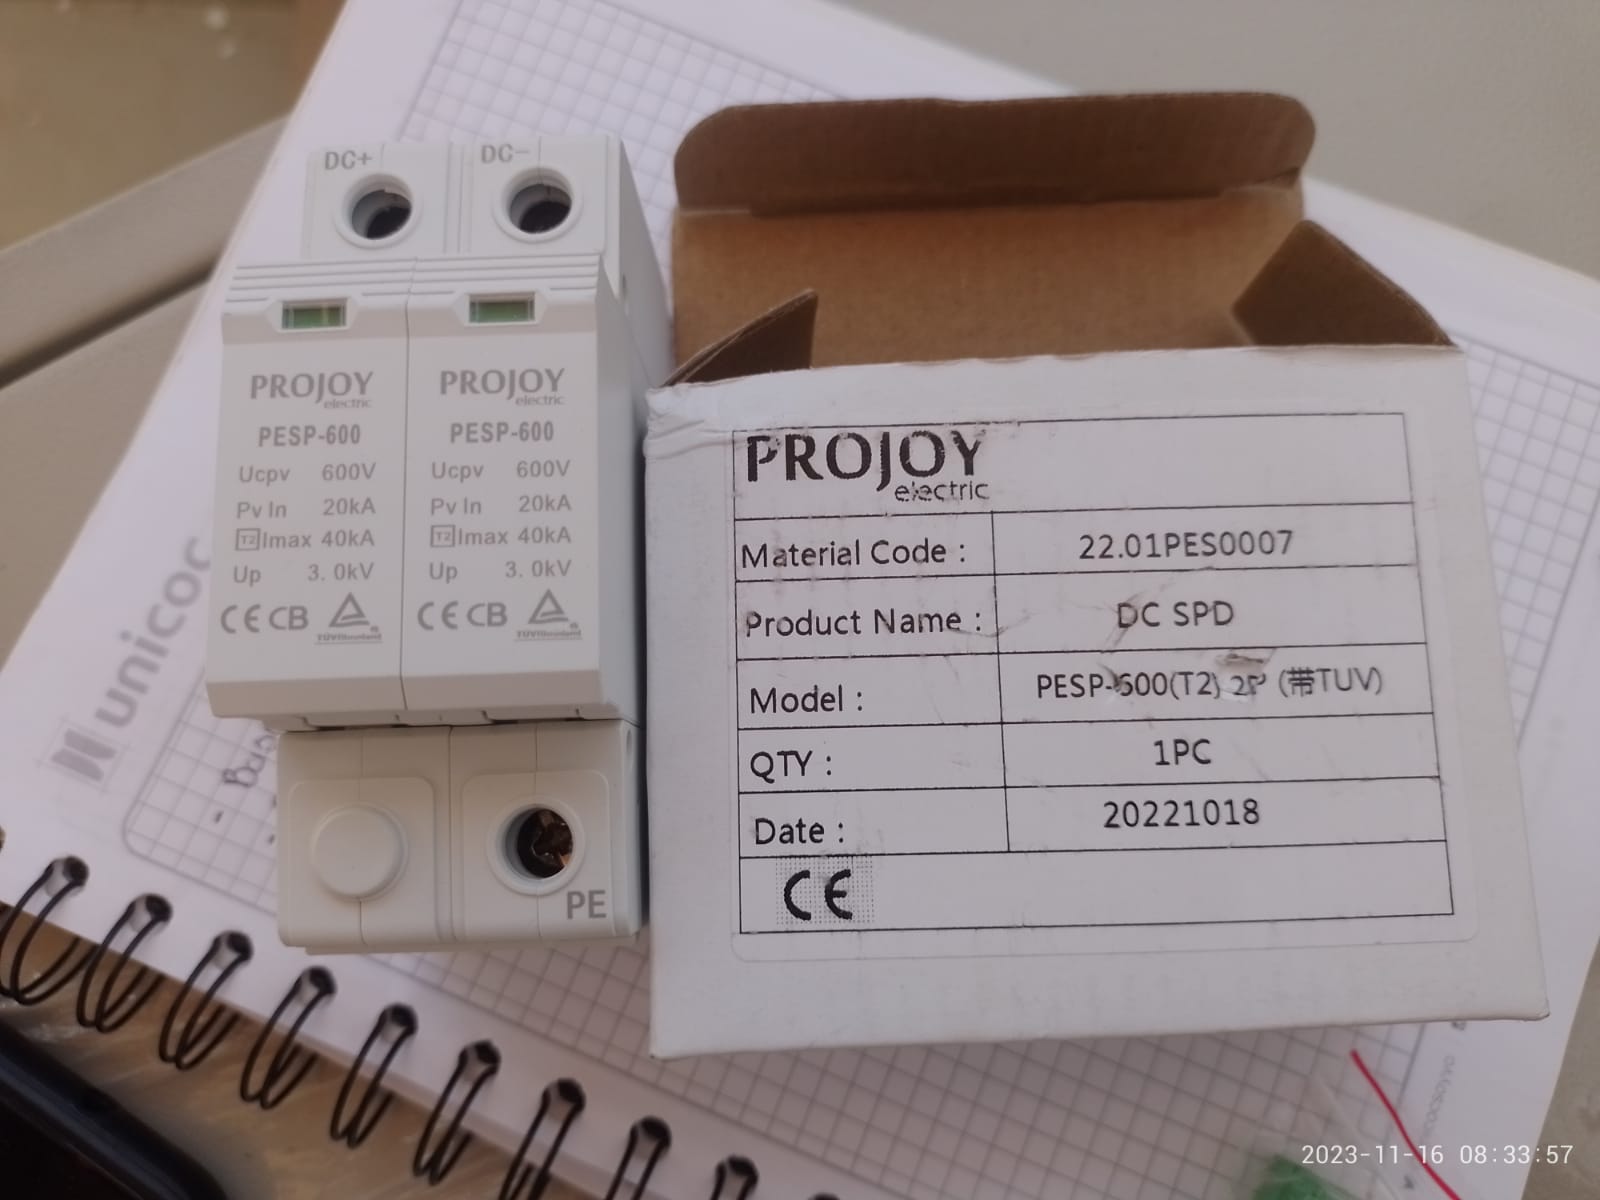 DC+ DC-
PROJOY PROJOY
electric electric
PESP-600 PESP-600
Ucpv 600V Ucpv 600V
Pv In 20kA Pv In 20kA
T2 Imax 40kA T2 Imax 40kA
Up 3.0kV Up 3.0kV
CE CB CE CB
TÜVRheinland TÜVRheinland
PE
PROJOY
electric
Material Code : 22.01PES0007
Product Name : DC SPD
Model : PESP-600(T2) 2P (带TUV)
QTY : 1PC
Date : 20221018
CE
unicoc
2023-11-16 08:33:57